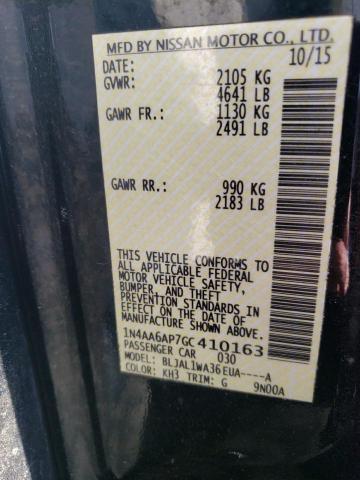 MFD BY NISSAN MOTOR CO., LTD.
DATE: 10/15
GVWR: 2105 KG
4641 LB
GAWR FR.: 1130 KG
2491 LB
GAWR RR.: 990 KG
2183 LB
THIS VEHICLE CONFORMS TO
ALL APPLICABLE FEDERAL
MOTOR VEHICLE SAFETY,
BUMPER, AND THEFT
PREVENTION STANDARDS IN
EFFECT ON THE DATE OF
MANUFACTURE SHOWN ABOVE.
1N4AA6AP7GC410163
PASSENGER CAR 030
MODEL: BLJAL1WA36EUA----A
COLOR: KH3 TRIM: G 9N00A